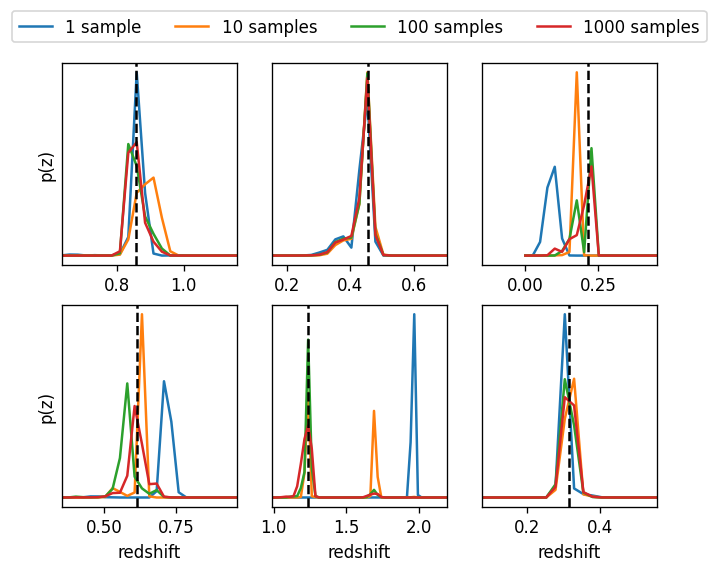 1 sample 10 samples 100 samples 1000 samples
p(z)
0.8 1.0
0.2 0.4 0.6
0.00 0.25
p(z)
0.50 0.75
1.0 1.5 2.0
0.2 0.4
redshift redshift redshift